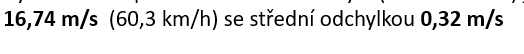 16,74 m/s (60,3 km/h) se střední odchylkou 0,32 m/s